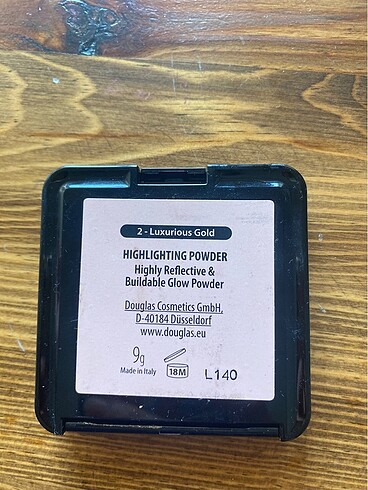 2 - Luxurious Gold
HIGHLIGHTING POWDER
Highly Reflective &
Buildable Glow Powder
Douglas Cosmetics GmbH,
D-40184 Düsseldorf
www.douglas.eu
9g
Made in Italy
18M
L140